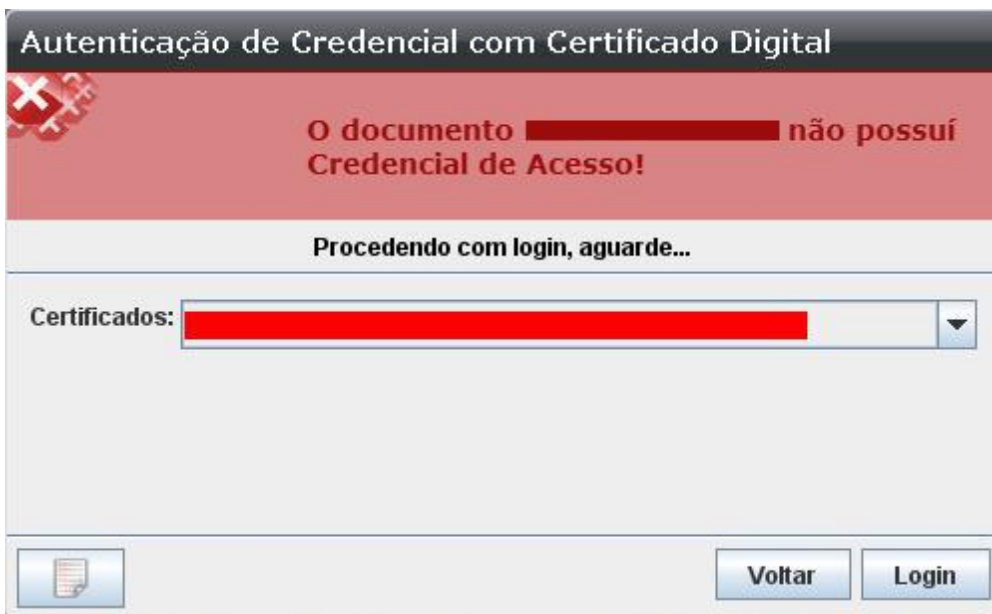 Autenticação de Credencial com Certificado Digital
O documento não possuí
Credencial de Acesso!
Procedendo com login, aguarde...
Certificados:
Voltar
Login